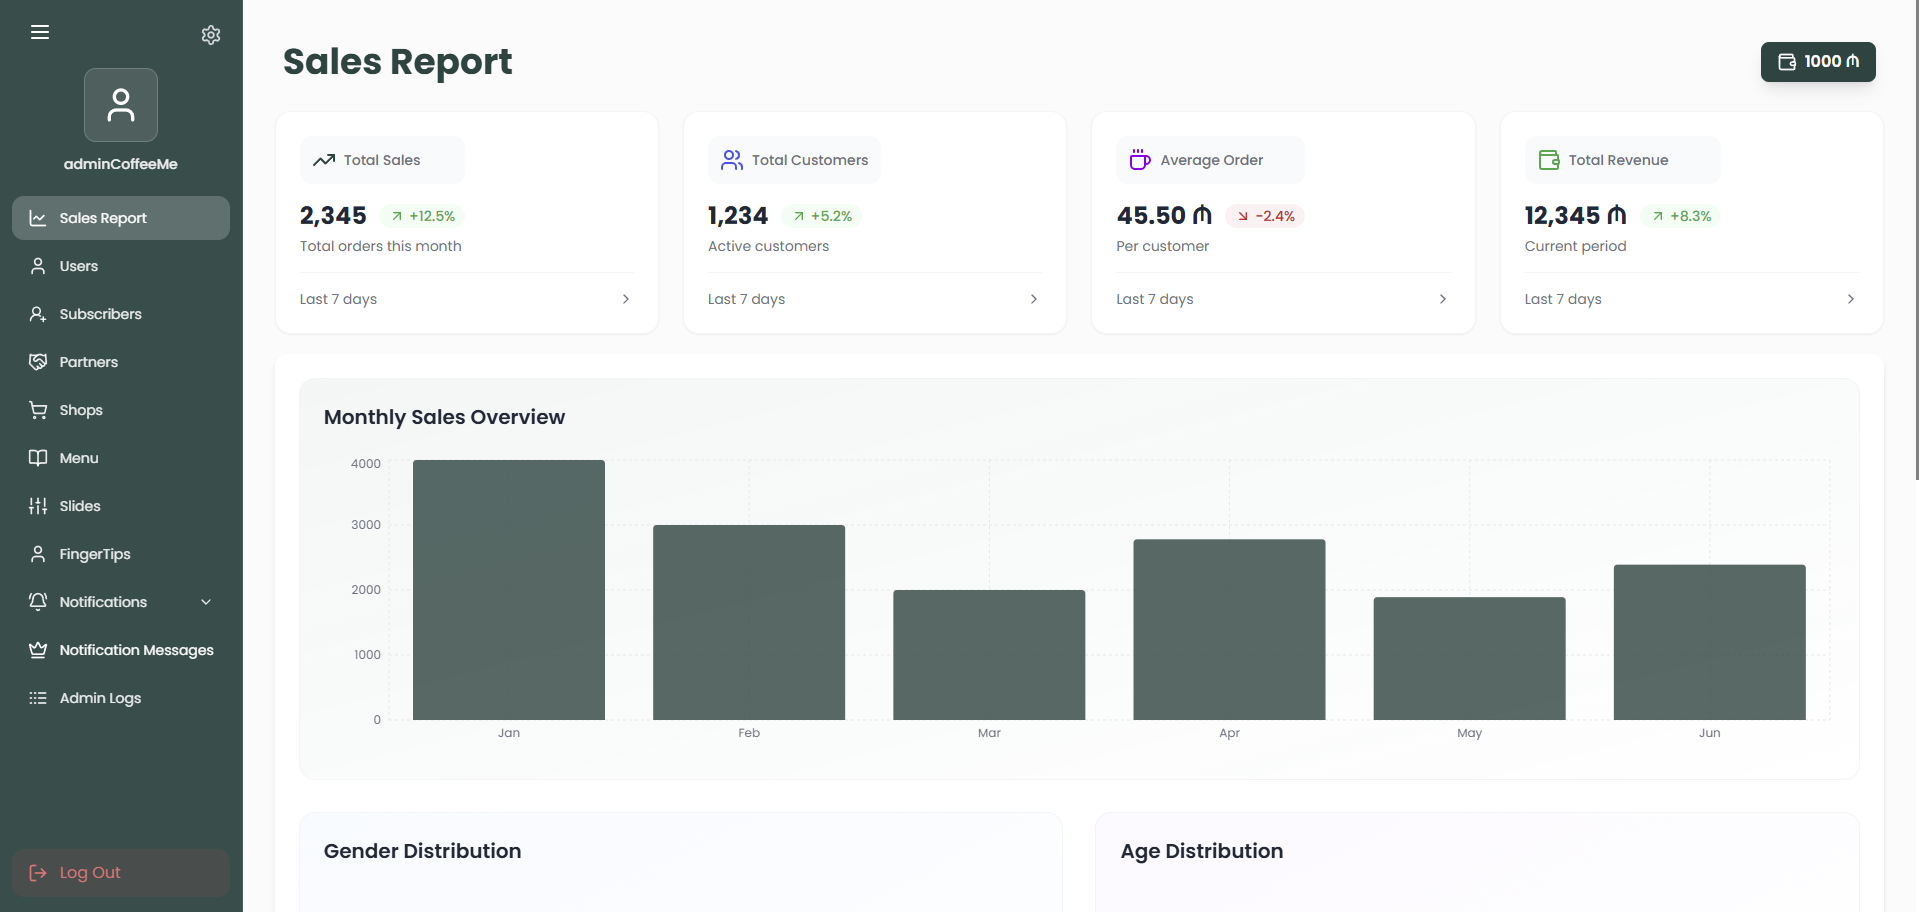 adminCoffeeMe
Sales Report
Users
Subscribers
Partners
Shops
Menu
Slides
FingerTips
Notifications
Notification Messages
Admin Logs
Log Out
Sales Report
1000 ₼
Total Sales
2,345 +12.5%
Total orders this month
Last 7 days
Total Customers
1,234 +5.2%
Active customers
Last 7 days
Average Order
45.50 ₼ -2.4%
Per customer
Last 7 days
Total Revenue
12,345 ₼ +8.3%
Current period
Last 7 days
Monthly Sales Overview
4000
3000
2000
1000
0
Jan Feb Mar Apr May Jun
Gender Distribution
Age Distribution